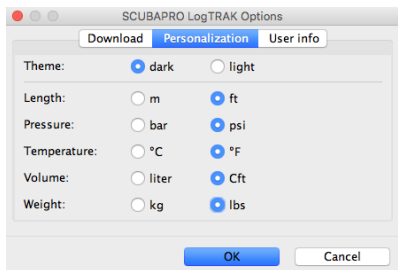 SCUBAPRO LogTRAK Options
Download Personalization User info
Theme: dark light
Length: m ft
Pressure: bar psi
Temperature: °C °F
Volume: liter Cft
Weight: kg lbs
OK Cancel